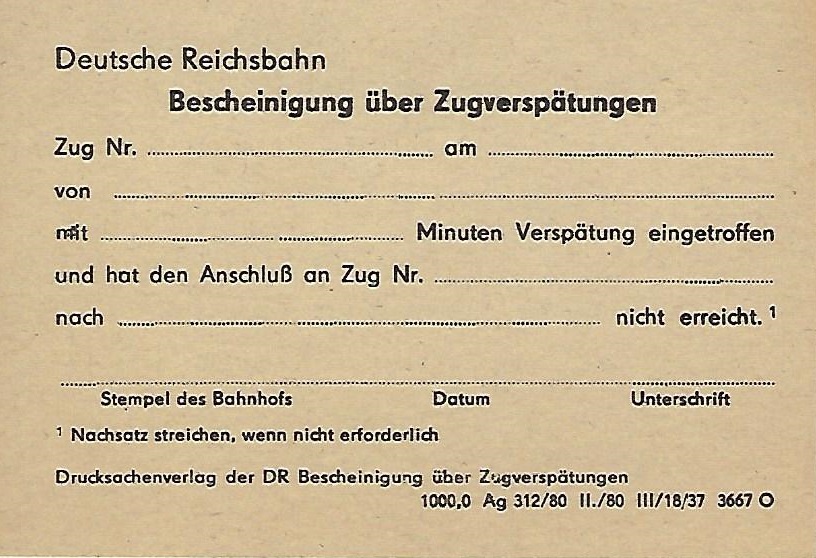 Deutsche Reichsbahn
Bescheinigung über Zugverspätungen
Zug Nr. ........................ am ........................
von ................................................
mit ........................ Minuten Verspätung eingetroffen
und hat den Anschluß an Zug Nr. ........................
nach ........................................ nicht erreicht. ¹
................................................................
Stempel des Bahnhofs Datum Unterschrift
¹ Nachsatz streichen, wenn nicht erforderlich
Drucksachenverlag der DR Bescheinigung über Zugverspätungen
1000,0 Ag 312/80 II./80 III/18/37 3667 O